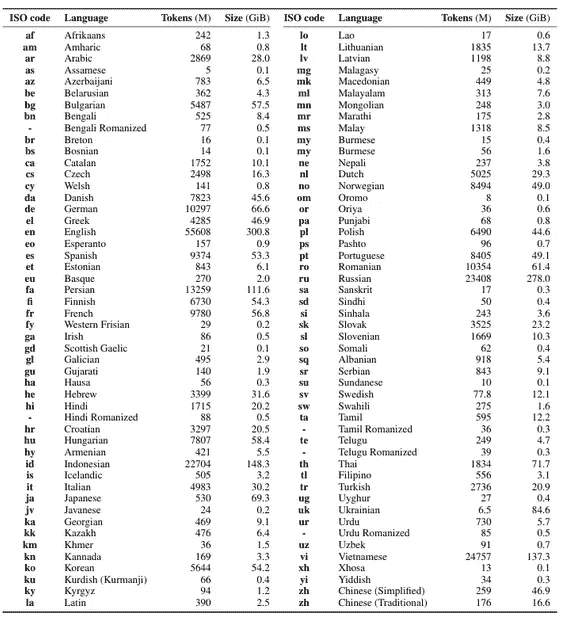 ISO code Language Tokens (M) Size (GiB) ISO code Language Tokens (M) Size (GiB)
af Afrikaans 242 1.3 lo Lao 17 0.6
am Amharic 68 0.8 lt Lithuanian 1835 13.7
ar Arabic 2869 28.0 lv Latvian 1198 8.8
as Assamese 5 0.1 mg Malagasy 25 0.2
az Azerbaijani 783 6.5 mk Macedonian 449 4.8
be Belarusian 362 4.3 ml Malayalam 313 7.6
bg Bulgarian 5487 57.5 mn Mongolian 248 3.0
bn Bengali 525 8.4 mr Marathi 175 2.8
- Bengali Romanized 77 0.5 ms Malay 1318 8.5
br Breton 16 0.1 my Burmese 15 0.4
bs Bosnian 14 0.1 my Burmese 56 1.6
ca Catalan 1752 10.1 ne Nepali 237 3.8
cs Czech 2498 16.3 nl Dutch 5025 29.3
cy Welsh 141 0.8 no Norwegian 8494 49.0
da Danish 7823 45.6 om Oromo 8 0.1
de German 10297 66.6 or Oriya 36 0.6
el Greek 4285 46.9 pa Punjabi 68 0.8
en English 55608 300.8 pl Polish 6490 44.6
eo Esperanto 157 0.9 ps Pashto 96 0.7
es Spanish 9374 53.3 pt Portuguese 8405 49.1
et Estonian 843 6.1 ro Romanian 10354 61.4
eu Basque 270 2.0 ru Russian 23408 278.0
fa Persian 13259 111.6 sa Sanskrit 17 0.3
fi Finnish 6730 54.3 sd Sindhi 50 0.4
fr French 9780 56.8 si Sinhala 243 3.6
fy Western Frisian 29 0.2 sk Slovak 3525 23.2
ga Irish 86 0.5 sl Slovenian 1669 10.3
gd Scottish Gaelic 21 0.1 so Somali 62 0.4
gl Galician 495 2.9 sq Albanian 918 5.4
gu Gujarati 140 1.9 sr Serbian 843 9.1
ha Hausa 56 0.3 su Sundanese 10 0.1
he Hebrew 3399 31.6 sv Swedish 77.8 12.1
hi Hindi 1715 20.2 sw Swahili 275 1.6
- Hindi Romanized 88 0.5 ta Tamil 595 12.2
hr Croatian 3297 20.5 - Tamil Romanized 36 0.3
hu Hungarian 7807 58.4 te Telugu 249 4.7
hy Armenian 421 5.5 - Telugu Romanized 39 0.3
id Indonesian 22704 148.3 th Thai 1834 71.7
is Icelandic 505 3.2 tl Filipino 556 3.1
it Italian 4983 30.2 tr Turkish 2736 20.9
ja Japanese 530 69.3 ug Uyghur 27 0.4
jv Javanese 24 0.2 uk Ukrainian 6.5 84.6
ka Georgian 469 9.1 ur Urdu 730 5.7
kk Kazakh 476 6.4 - Urdu Romanized 85 0.5
km Khmer 36 1.5 uz Uzbek 91 0.7
kn Kannada 169 3.3 vi Vietnamese 24757 137.3
ko Korean 5644 54.2 xh Xhosa 13 0.1
ku Kurdish (Kurmanji) 66 0.4 yi Yiddish 34 0.3
ky Kyrgyz 94 1.2 zh Chinese (Simplified) 259 46.9
la Latin 390 2.5 zh Chinese (Traditional) 176 16.6